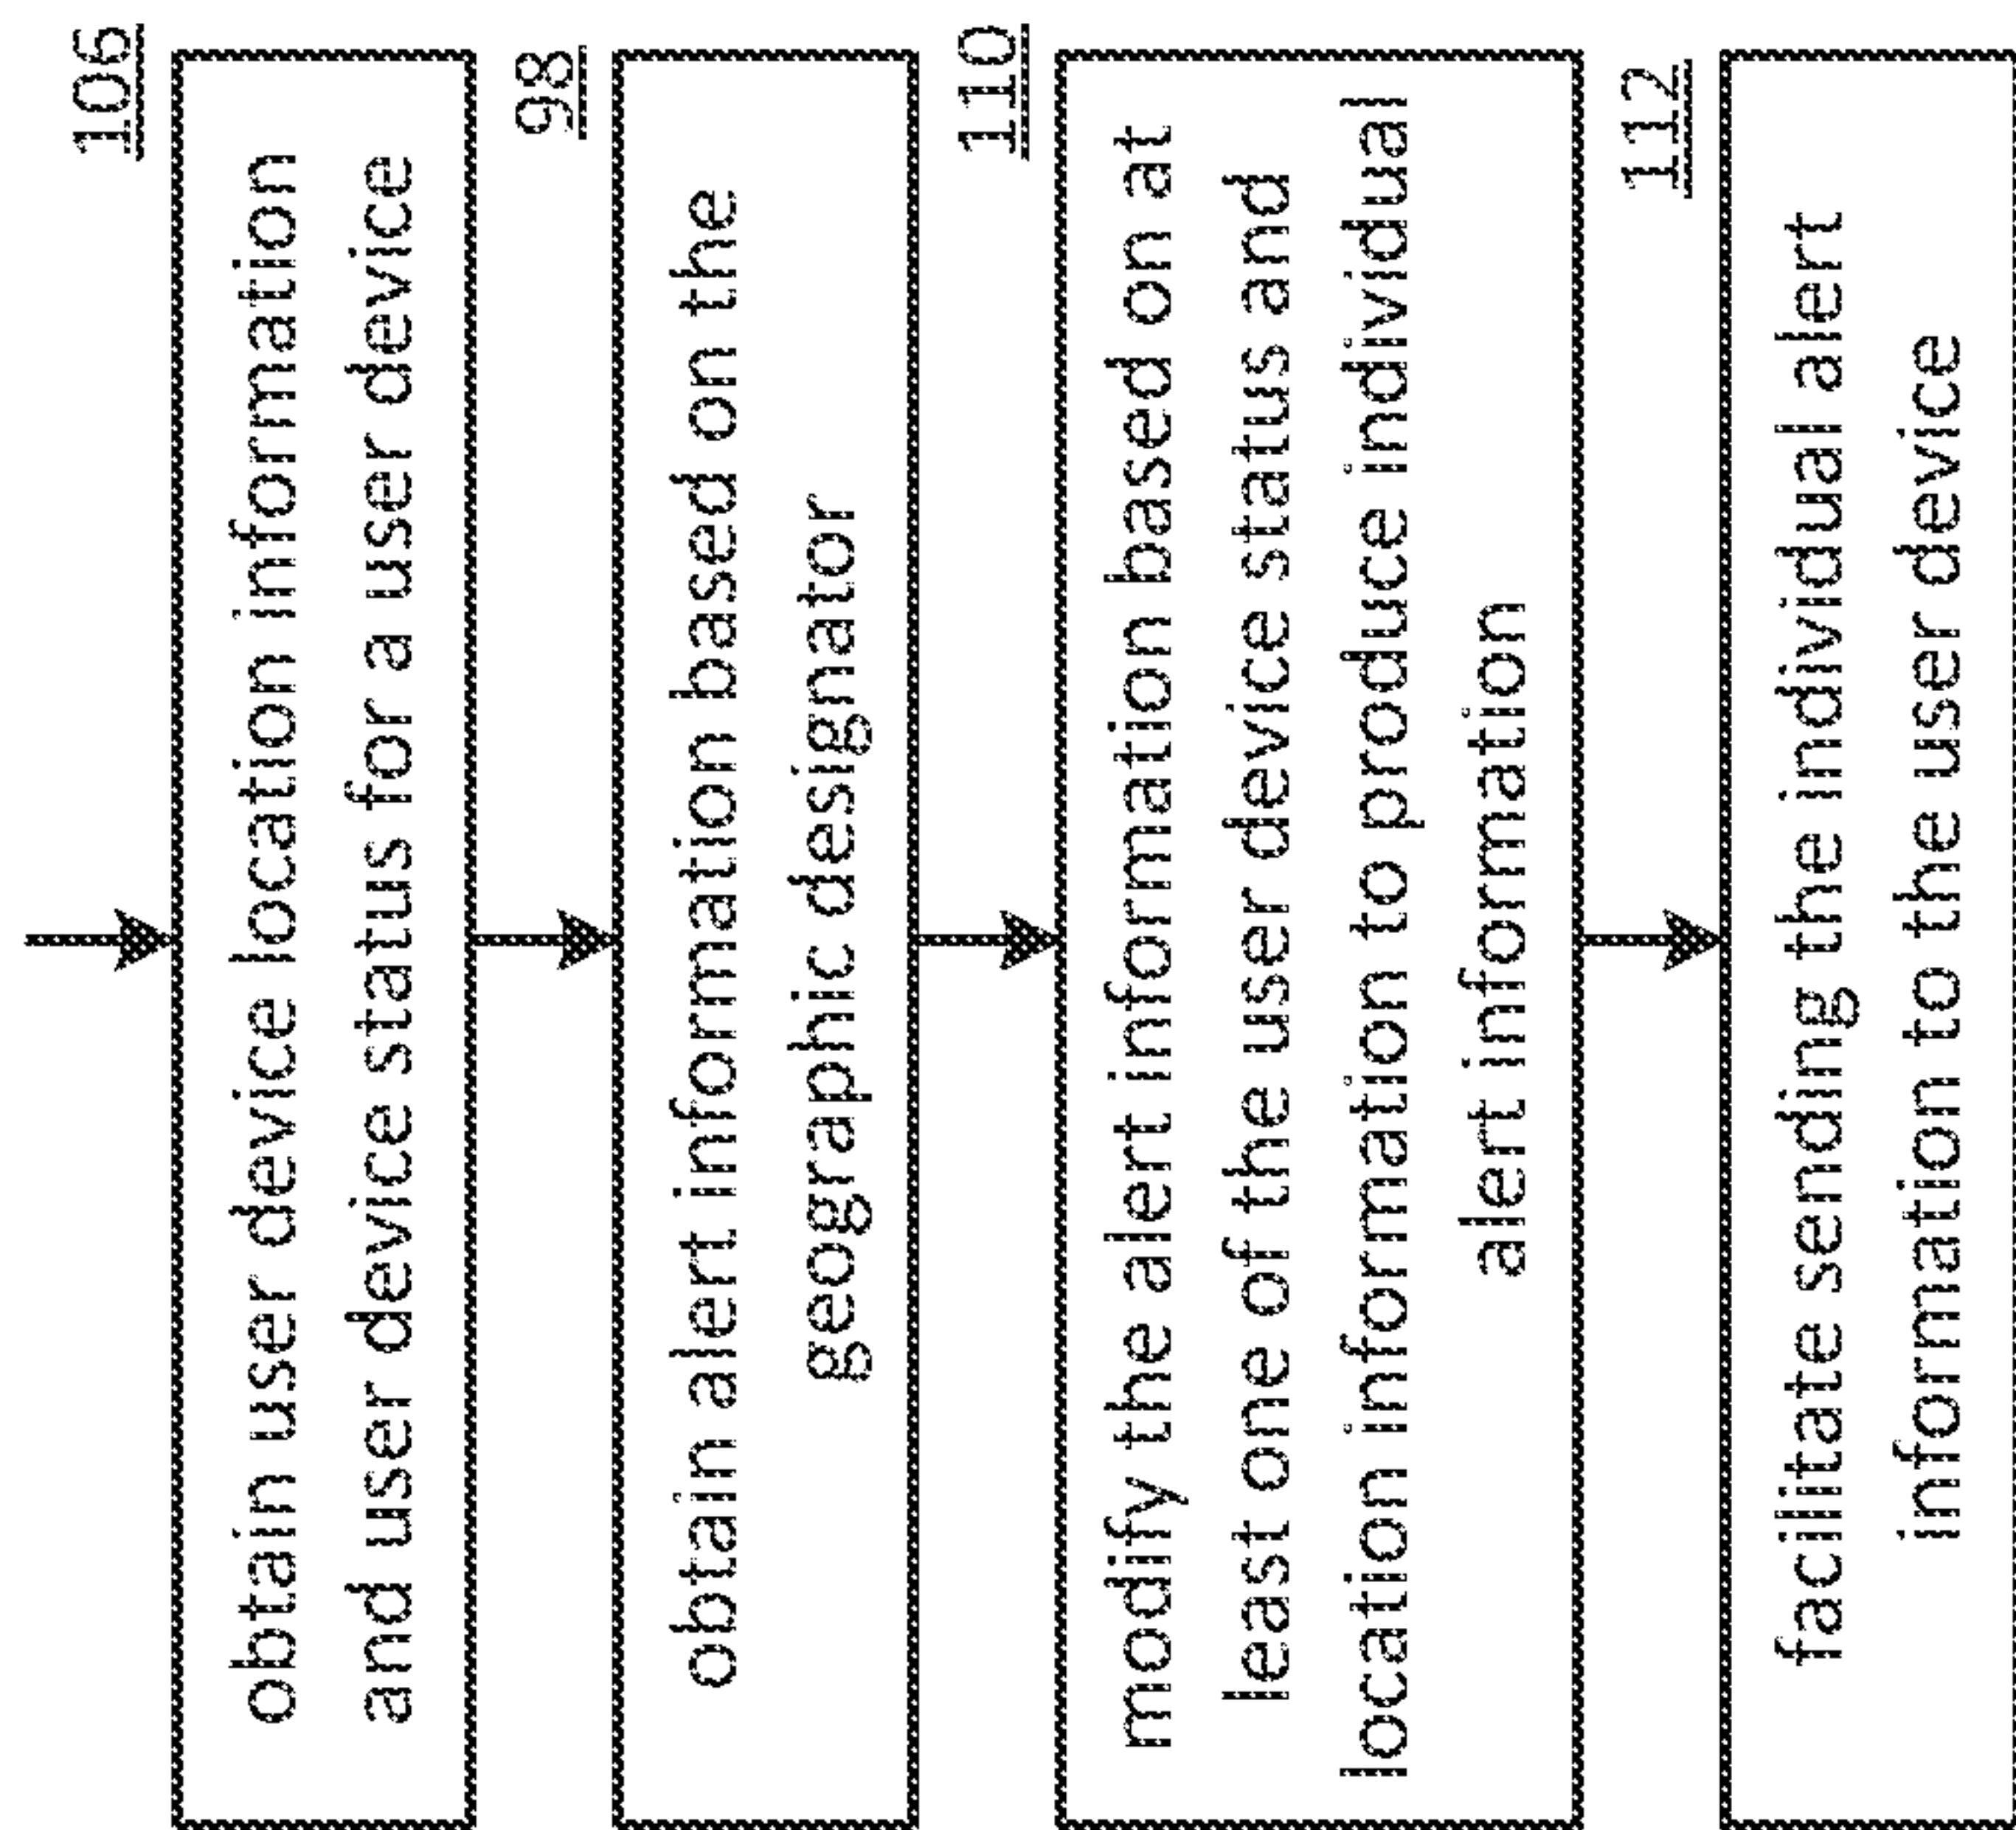 106
obtain user device location information
and user device status for a user device
98
obtain alert information based on the
geographic designator
110
modify the alert information based on at
least one of the user device status and
location information to produce individual
alert information
112
facilitate sending the individual alert
information to the user device